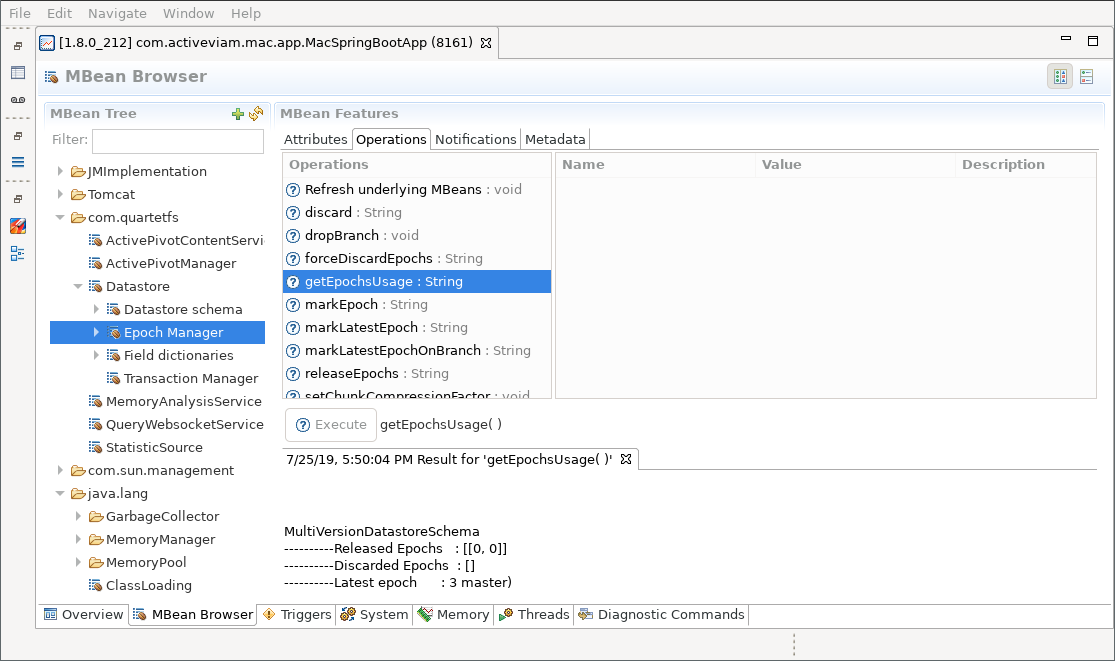 File Edit Navigate Window Help
[1.8.0_212] com.activeviam.mac.app.MacSpringBootApp (8161)
MBean Browser
MBean Tree
Filter:
JMImplementation
Tomcat
com.quartetfs
ActivePivotContentServi
ActivePivotManager
Datastore
Datastore schema
Epoch Manager
Field dictionaries
Transaction Manager
MemoryAnalysisService
QueryWebsocketService
StatisticSource
com.sun.management
java.lang
GarbageCollector
MemoryManager
MemoryPool
ClassLoading
MBean Features
Attributes Operations Notifications Metadata
Operations
Refresh underlying MBeans : void
discard : String
dropBranch : void
forceDiscardEpochs : String
getEpochsUsage : String
markEpoch : String
markLatestEpoch : String
markLatestEpochOnBranch : String
releaseEpochs : String
setChunkCompressionFactor : void
Name Value Description
Execute getEpochsUsage( )
7/25/19, 5:50:04 PM Result for 'getEpochsUsage( )'
MultiVersionDatastoreSchema
----------Released Epochs : [[0, 0]]
----------Discarded Epochs : []
----------Latest epoch : 3 master)
Overview MBean Browser Triggers System Memory Threads Diagnostic Commands